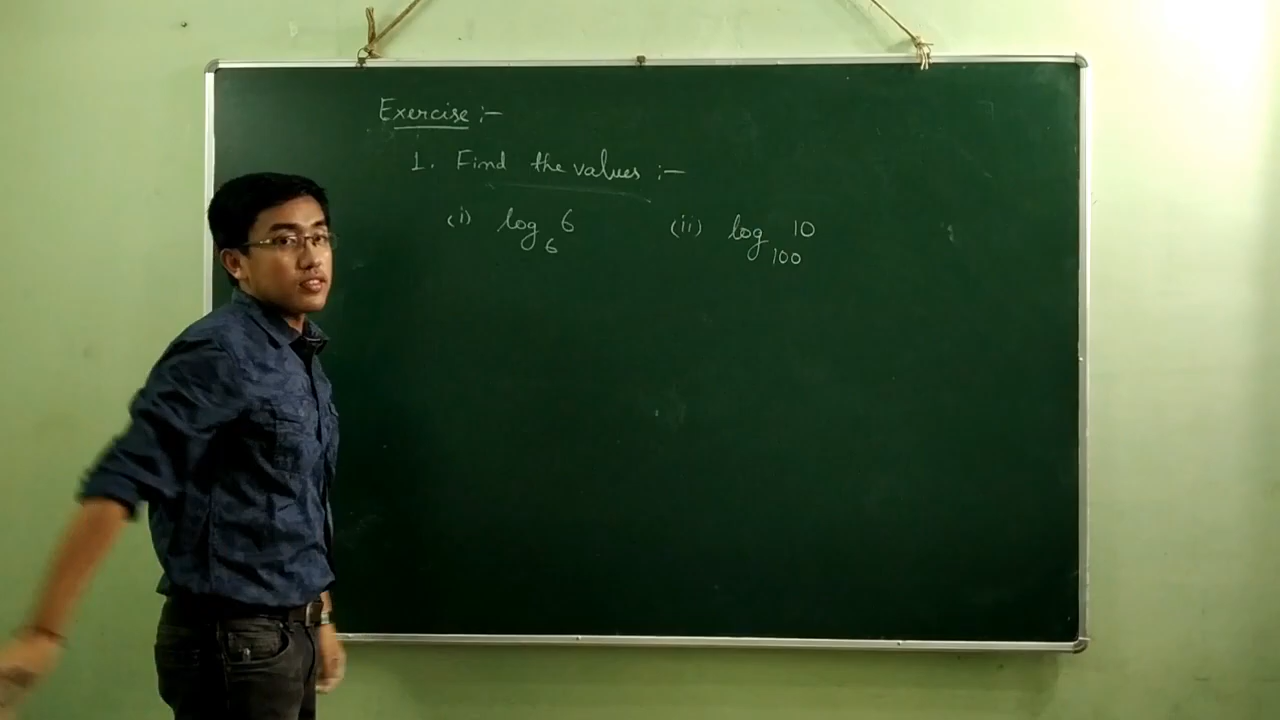 Exercise :-
1. Find the values :-
(i) log₆ 6 (ii) log₁₀₀ 10